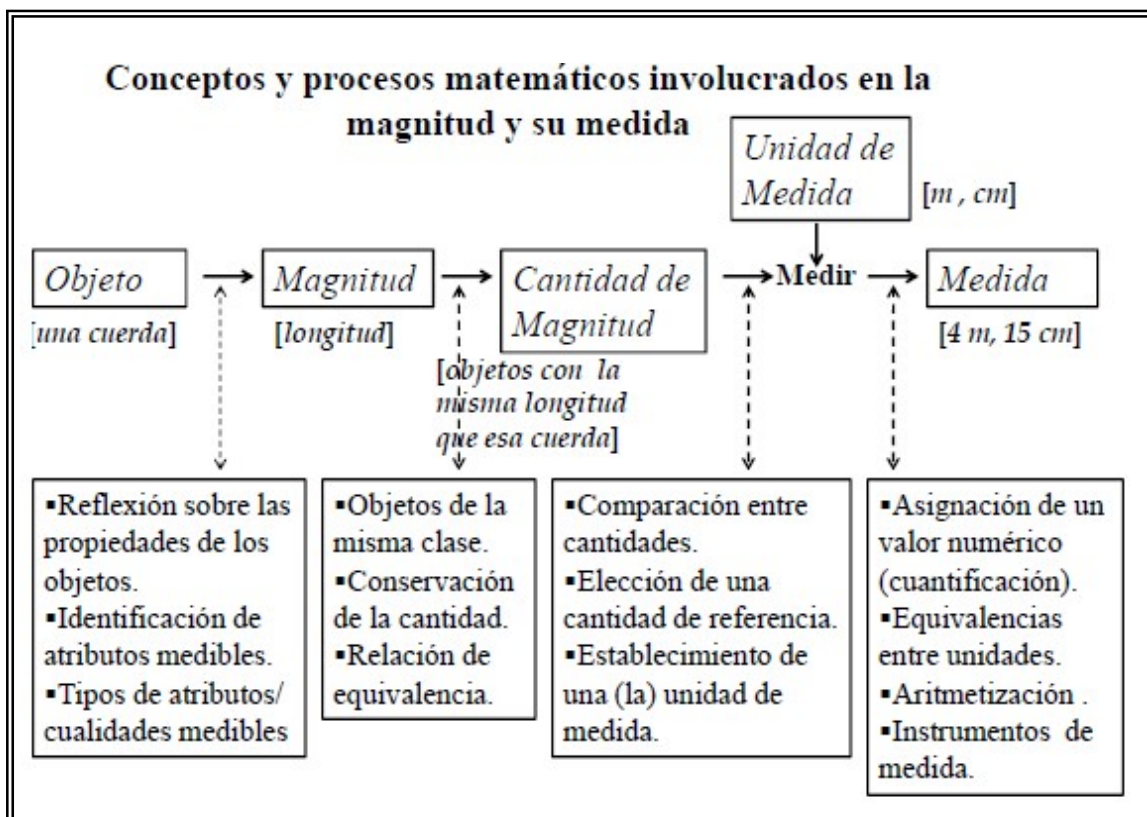 Conceptos y procesos matemáticos involucrados en la
magnitud y su medida
Unidad de
Medida
[m , cm]
Objeto
[una cuerda]
Magnitud
[longitud]
Cantidad de
Magnitud
[objetos con la
misma longitud
que esa cuerda]
Medir
Medida
[4 m, 15 cm]
▪Reflexión sobre las
propiedades de los
objetos.
▪Identificación de
atributos medibles.
▪Tipos de atributos/
cualidades medibles
▪Objetos de la
misma clase.
▪Conservación
de la cantidad.
▪Relación de
equivalencia.
▪Comparación entre
cantidades.
▪Elección de una
cantidad de referencia.
▪Establecimiento de
una (la) unidad de
medida.
▪Asignación de un
valor numérico
(cuantificación).
▪Equivalencias
entre unidades.
▪Aritmetización .
▪Instrumentos de
medida.